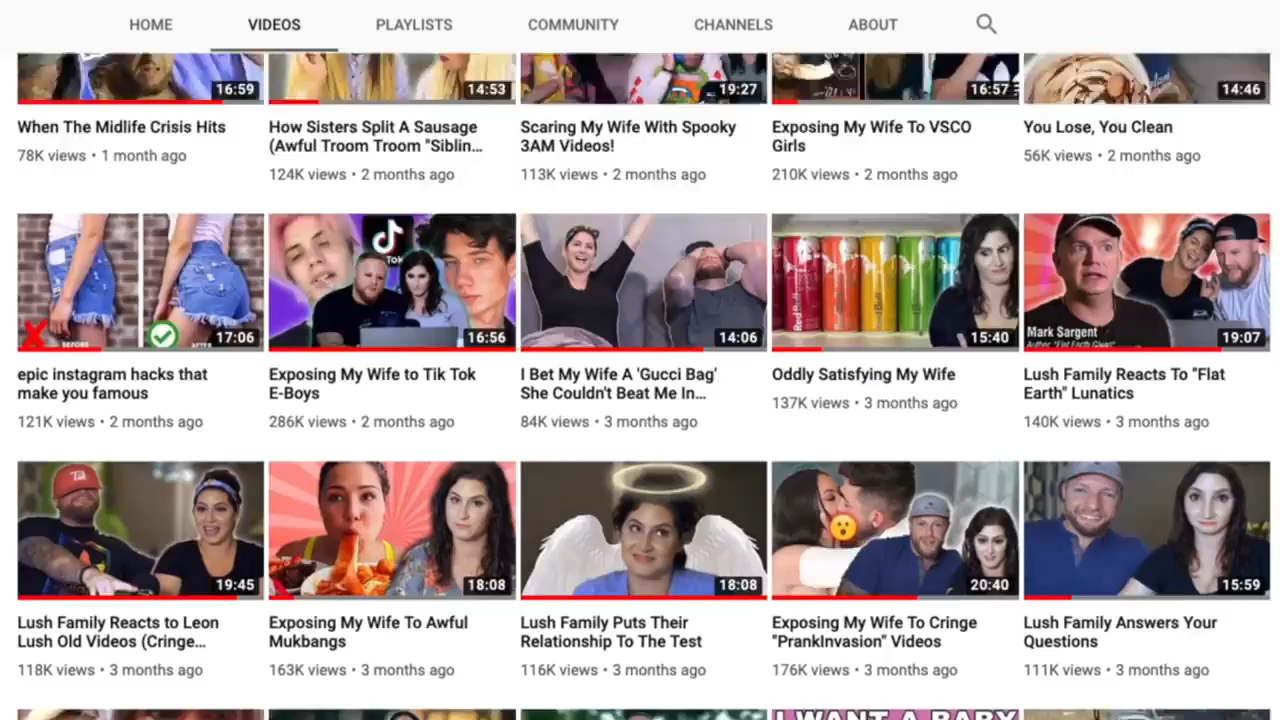 HOME VIDEOS PLAYLISTS COMMUNITY CHANNELS ABOUT
16:59 14:53 19:27 16:57 14:46
When The Midlife Crisis Hits
78K views • 1 month ago
How Sisters Split A Sausage
(Awful Troom Troom "Siblin...
124K views • 2 months ago
Scaring My Wife With Spooky
3AM Videos!
113K views • 2 months ago
Exposing My Wife To VSCO
Girls
210K views • 2 months ago
You Lose, You Clean
56K views • 2 months ago
BEFORE
AFTER
17:06
Tok
16:56
14:06
Red Bull
15:40
Mark Sargent
Author "Flat Earth Clues"
19:07
epic instagram hacks that
make you famous
121K views • 2 months ago
Exposing My Wife to Tik Tok
E-Boys
286K views • 2 months ago
I Bet My Wife A 'Gucci Bag'
She Couldn't Beat Me In...
84K views • 3 months ago
Oddly Satisfying My Wife
137K views • 3 months ago
Lush Family Reacts To "Flat
Earth" Lunatics
140K views • 3 months ago
19:45 18:08 18:08 20:40 15:59
Lush Family Reacts to Leon
Lush Old Videos (Cringe...
118K views • 3 months ago
Exposing My Wife To Awful
Mukbangs
163K views • 3 months ago
Lush Family Puts Their
Relationship To The Test
116K views • 3 months ago
Exposing My Wife To Cringe
"PrankInvasion" Videos
176K views • 3 months ago
Lush Family Answers Your
Questions
111K views • 3 months ago
I WANT A BABY